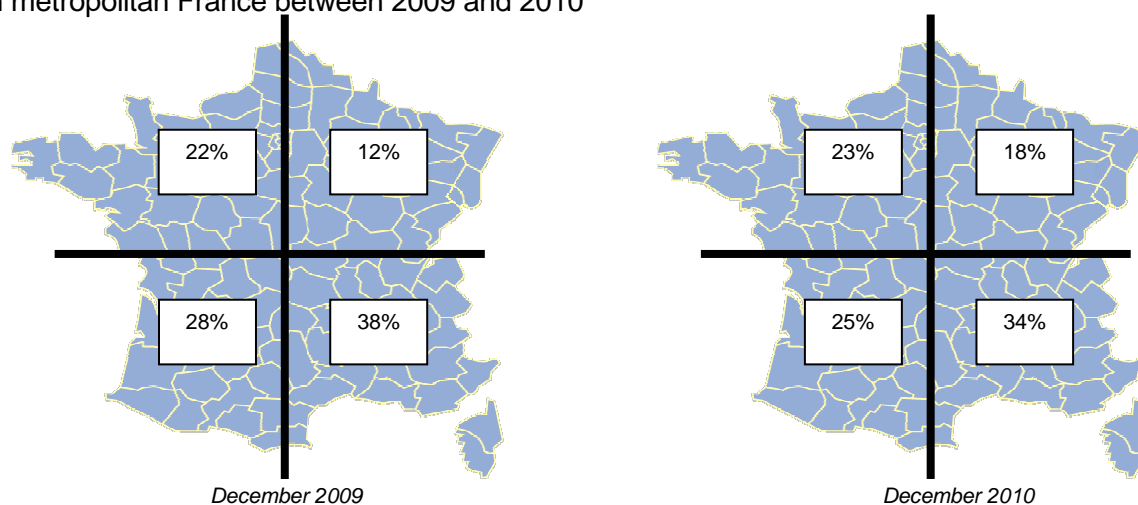 metropolitan France between 2009 and 2010
22% 12%
28% 38%
December 2009
23% 18%
25% 34%
December 2010